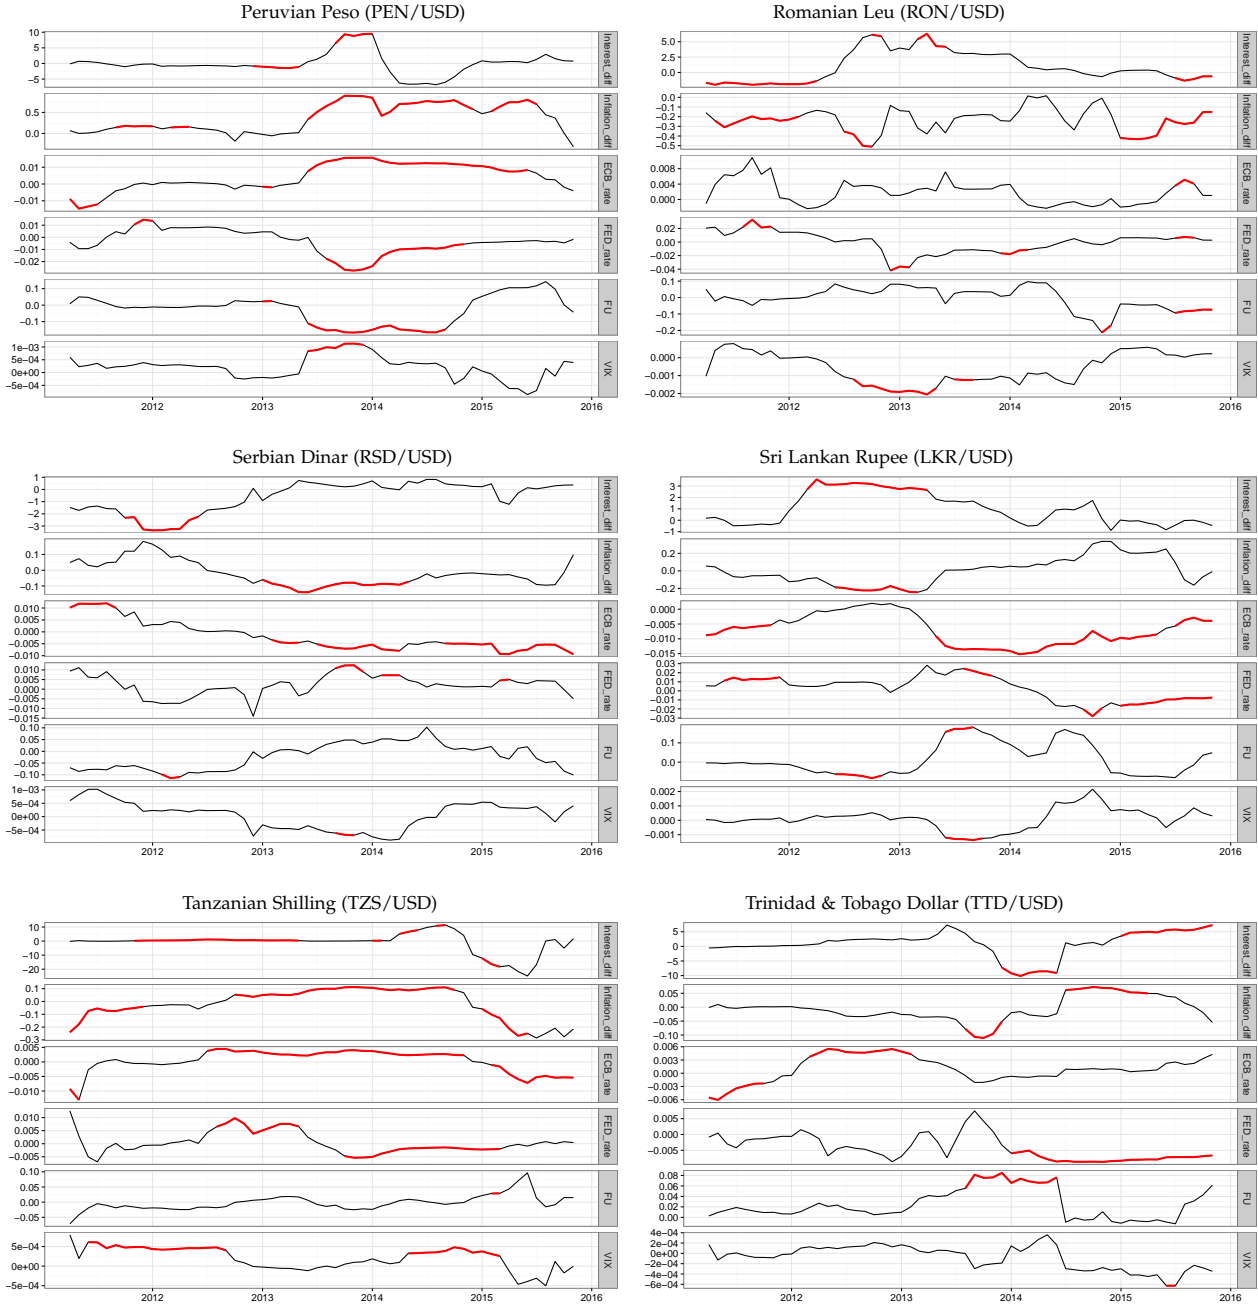 Peruvian Peso (PEN/USD)
10
5
0
−5
Interest_diff
0.5
0.0
Inflation_diff
0.01
0.00
−0.01
ECB_rate
0.01
0.00
−0.01
−0.02
FED_rate
0.1
0.0
−0.1
FU
1e−03
5e−04
0e+00
−5e−04
VIX
2012
2013
2014
2015
2016
Romanian Leu (RON/USD)
5.0
2.5
0.0
Interest_diff
0.0
−0.1
−0.2
−0.3
−0.4
−0.5
Inflation_diff
0.008
0.004
0.000
ECB_rate
0.02
0.00
−0.02
−0.04
FED_rate
0.1
0.0
−0.1
−0.2
FU
0.000
−0.001
−0.002
VIX
2012
2013
2014
2015
2016
Serbian Dinar (RSD/USD)
1
0
−1
−2
−3
Interest_diff
0.1
0.0
−0.1
Inflation_diff
0.010
0.005
0.000
−0.005
−0.010
ECB_rate
0.010
0.005
0.000
−0.005
−0.010
−0.015
FED_rate
0.10
0.05
0.00
−0.05
−0.10
FU
1e−03
5e−04
0e+00
−5e−04
VIX
2012
2013
2014
2015
2016
Sri Lankan Rupee (LKR/USD)
3
2
1
0
−1
Interest_diff
0.2
0.0
−0.2
Inflation_diff
0.000
−0.005
−0.010
−0.015
ECB_rate
0.03
0.02
0.01
0.00
−0.01
−0.02
−0.03
FED_rate
0.1
0.0
FU
0.002
0.001
0.000
−0.001
VIX
2012
2013
2014
2015
2016
Tanzanian Shilling (TZS/USD)
10
0
−10
−20
Interest_diff
0.1
0.0
−0.1
−0.2
−0.3
Inflation_diff
0.005
0.000
−0.005
−0.010
ECB_rate
0.010
0.005
0.000
−0.005
FED_rate
0.10
0.05
0.00
−0.05
FU
5e−04
0e+00
−5e−04
VIX
2012
2013
2014
2015
2016
Trinidad & Tobago Dollar (TTD/USD)
5
0
−5
−10
Interest_diff
0.05
0.00
−0.05
−0.10
Inflation_diff
0.006
0.003
0.000
−0.003
−0.006
ECB_rate
0.005
0.000
−0.005
FED_rate
0.08
0.06
0.04
0.02
0.00
FU
4e−04
2e−04
0e+00
−2e−04
−4e−04
−6e−04
VIX
2012
2013
2014
2015
2016